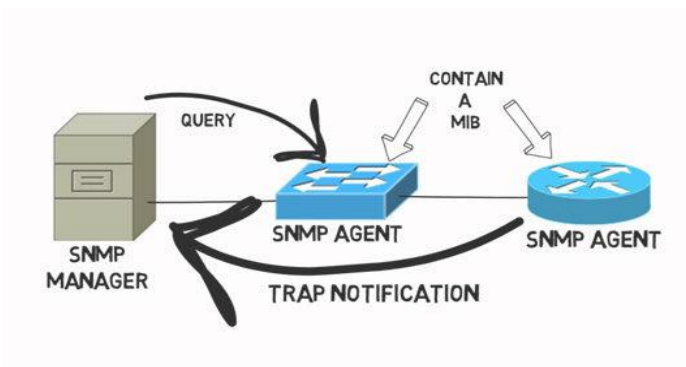 CONTAIN
A
MIB
QUERY
SNMP AGENT
SNMP AGENT
SNMP
MANAGER
TRAP NOTIFICATION